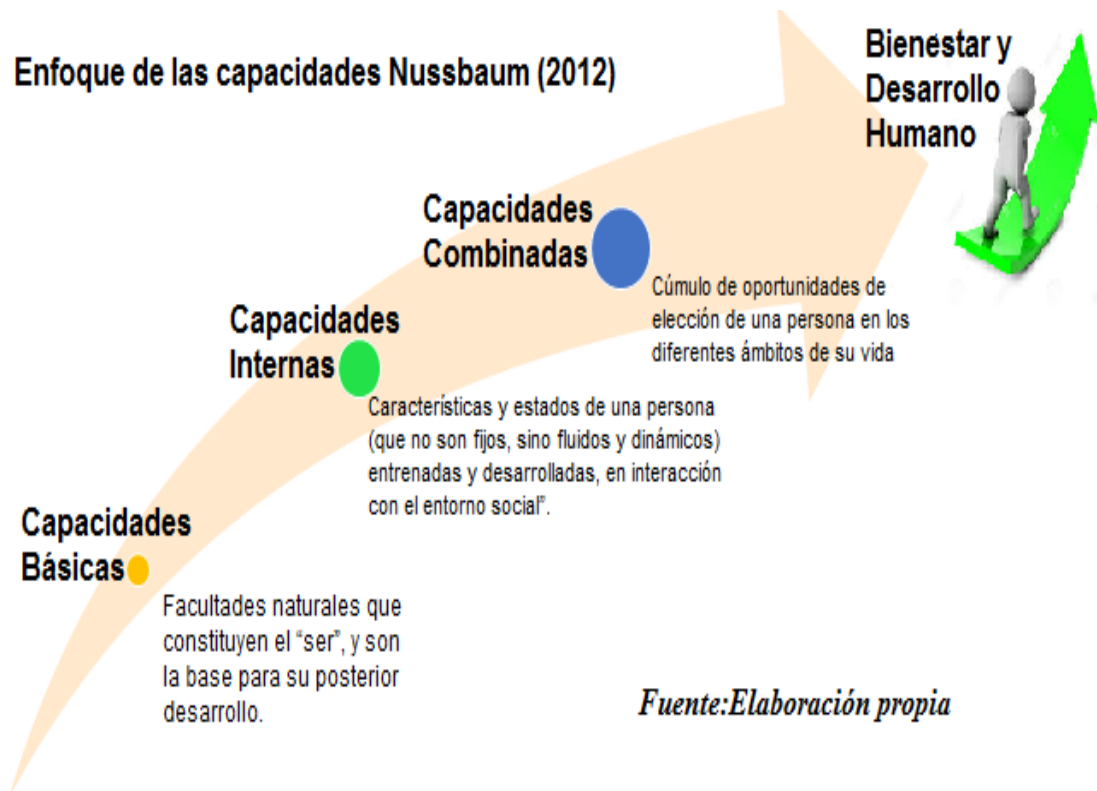 Enfoque de las capacidades Nussbaum (2012)
Bienestar y
Desarrollo
Humano
Capacidades
Combinadas
Cúmulo de oportunidades de
elección de una persona en los
diferentes ámbitos de su vida
Capacidades
Internas
Características y estados de una persona
(que no son fijos, sino fluidos y dinámicos)
entrenadas y desarrolladas, en interacción
con el entorno social”.
Capacidades
Básicas
Facultades naturales que
constituyen el “ser”, y son
la base para su posterior
desarrollo.
Fuente:Elaboración propia